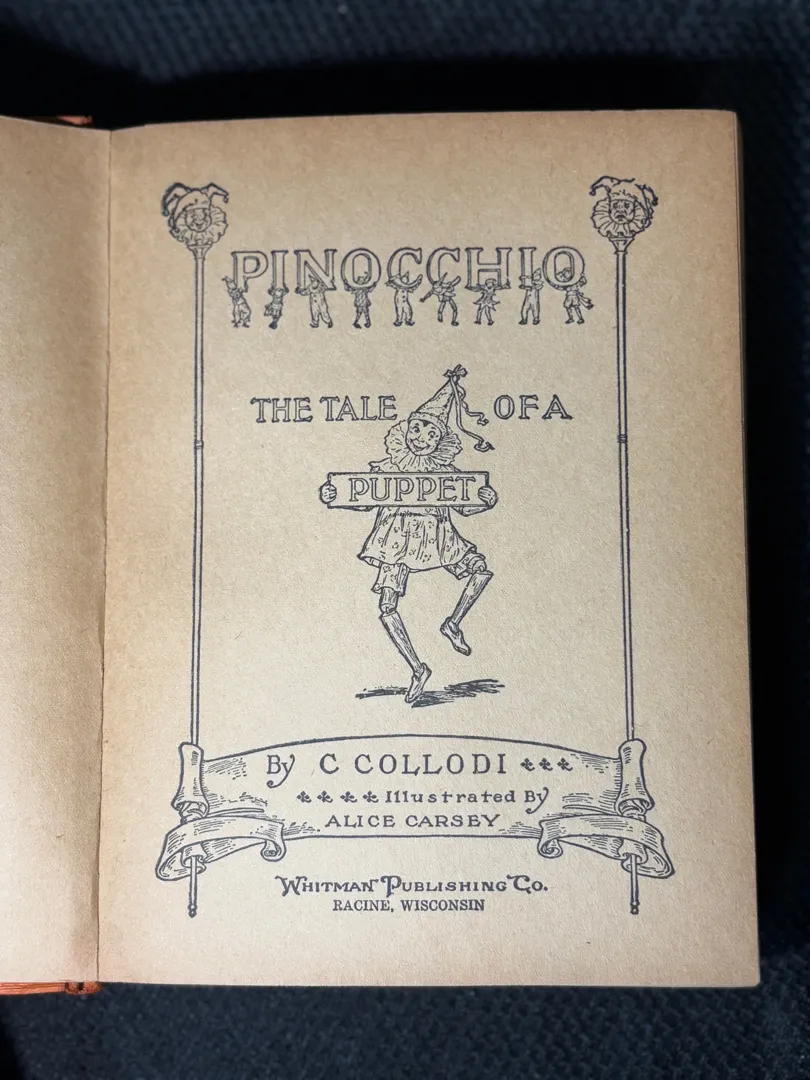 PINOCCHIO
THE TALE OF A
PUPPET
By C COLLODI
Illustrated By
ALICE CARSEY
WHITMAN PUBLISHING CO.
RACINE, WISCONSIN